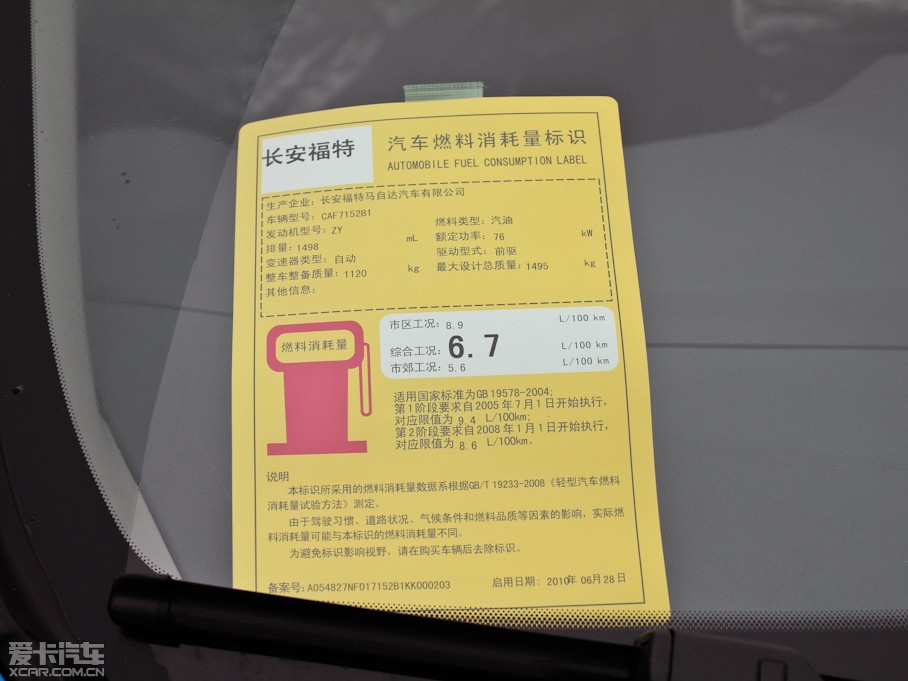 长安福特
汽车燃料消耗量标识
AUTOMOBILE FUEL CONSUMPTION LABEL
生产企业：长安福特马自达汽车有限公司
车辆型号：CAF7152B1
发动机型号：ZY 燃料类型：汽油
排量：1498 mL 额定功率：76 kW
变速器类型：自动 驱动型式：前驱
整车整备质量：1120 kg 最大设计总质量：1495 kg
其他信息：
燃料消耗量
市区工况：8.9 L/100 km
综合工况：6.7 L/100 km
市郊工况：5.6 L/100 km
适用国家标准为GB 19578-2004;
第1阶段要求自2005年7月1日开始执行，
对应限值为 9.4 L/100km;
第2阶段要求自2008年1月1日开始执行，
对应限值为 8.6 L/100km。
说明
本标识所采用的燃料消耗量数据系根据GB/T 19233-2008《轻型汽车燃料
消耗量试验方法》测定。
由于驾驶习惯、道路状况、气候条件和燃料品质等因素的影响，实际燃
料消耗量可能与本标识的燃料消耗量不同。
为避免标识影响视野，请在购买车辆后去除标识。
备案号：A054827NF017152B1KK000203 启用日期：2010年06月28日
爱卡汽车
XCAR.COM.CN